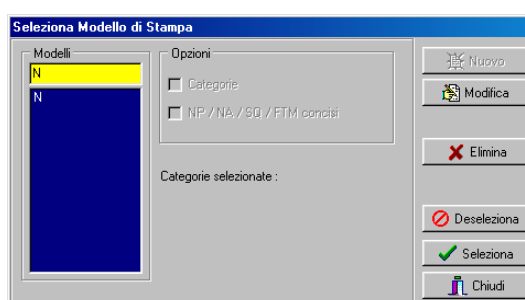 Seleziona Modello di Stampa
Modelli
N
N
Opzioni
Categorie
NP / NA / SQ / FTM concisi
Categorie selezionate :
Nuovo
Modifica
Elimina
Deseleziona
Seleziona
Chiudi